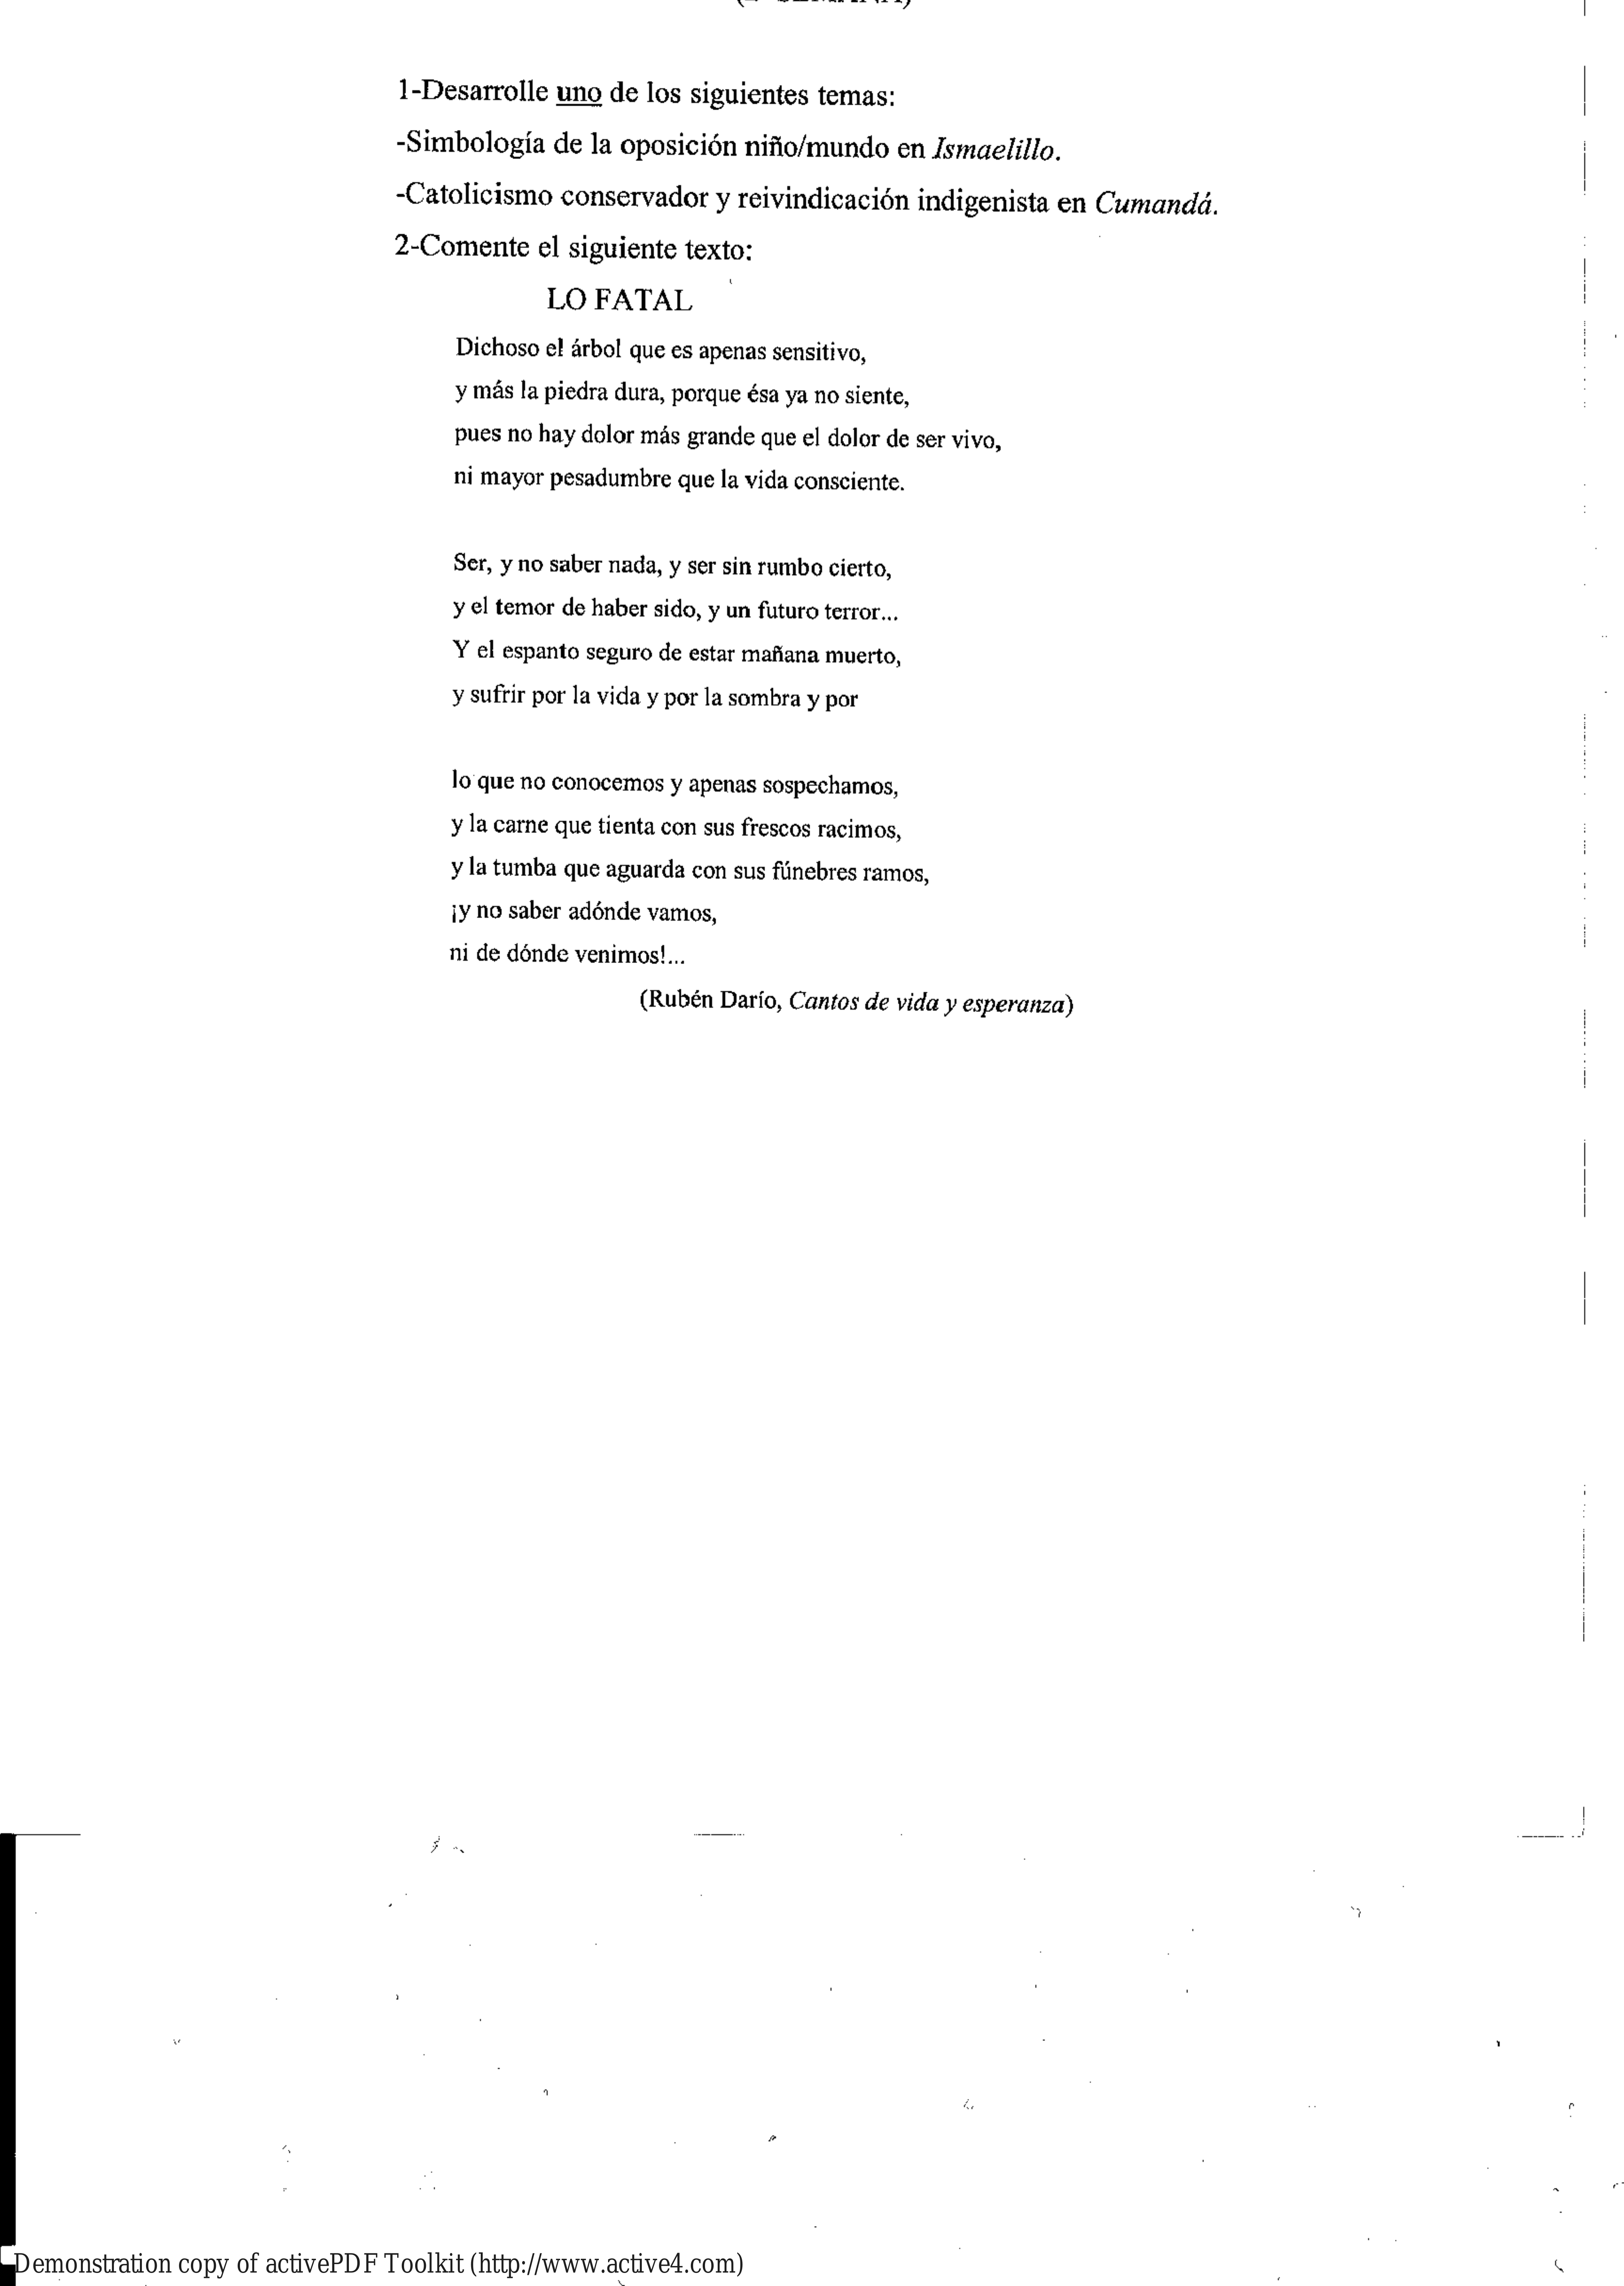 1-Desarrolle uno de los siguientes temas:
-Simbología de la oposición niño/mundo en Ismaelillo.
-Catolicismo conservador y reivindicación indigenista en Cumandá.
2-Comente el siguiente texto:
LO FATAL
Dichoso el árbol que es apenas sensitivo,
y más la piedra dura, porque ésa ya no siente,
pues no hay dolor más grande que el dolor de ser vivo,
ni mayor pesadumbre que la vida consciente.
Ser, y no saber nada, y ser sin rumbo cierto,
y el temor de haber sido, y un futuro terror...
Y el espanto seguro de estar mañana muerto,
y sufrir por la vida y por la sombra y por
lo que no conocemos y apenas sospechamos,
y la carne que tienta con sus frescos racimos,
y la tumba que aguarda con sus fúnebres ramos,
¡y no saber adónde vamos,
ni de dónde venimos!...
(Rubén Darío, Cantos de vida y esperanza)
Demonstration copy of activePDF Toolkit (http://www.active4.com)